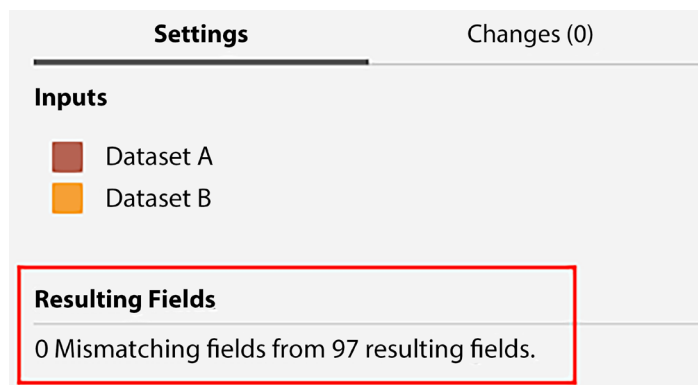 Settings
Changes (0)
Inputs
Dataset A
Dataset B
Resulting Fields
0 Mismatching fields from 97 resulting fields.